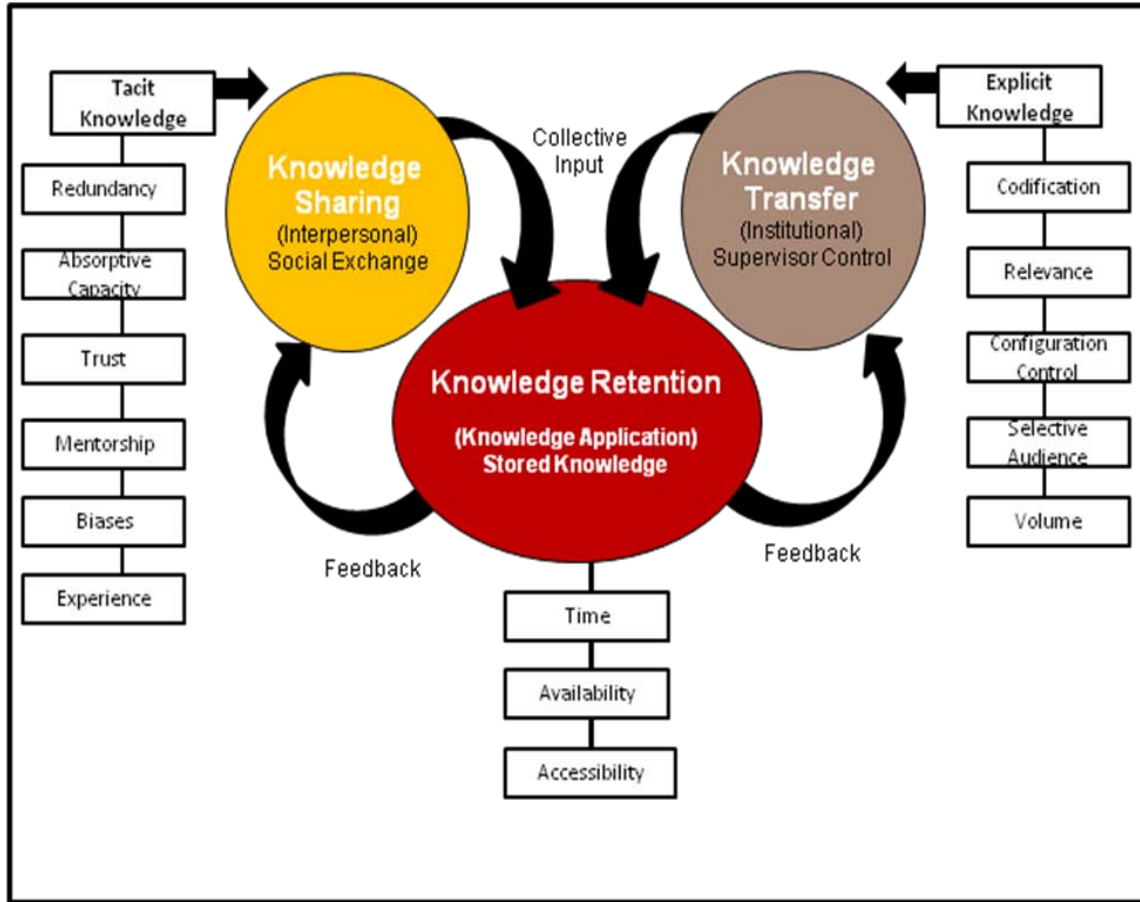 Tacit
Knowledge
Redundancy
Absorptive
Capacity
Trust
Mentorship
Biases
Experience
Knowledge
Sharing
(Interpersonal)
Social Exchange
Collective
Input
Knowledge
Transfer
(Institutional)
Supervisor Control
Explicit
Knowledge
Codification
Relevance
Configuration
Control
Selective
Audience
Volume
Knowledge Retention
(Knowledge Application)
Stored Knowledge
Feedback
Feedback
Time
Availability
Accessibility